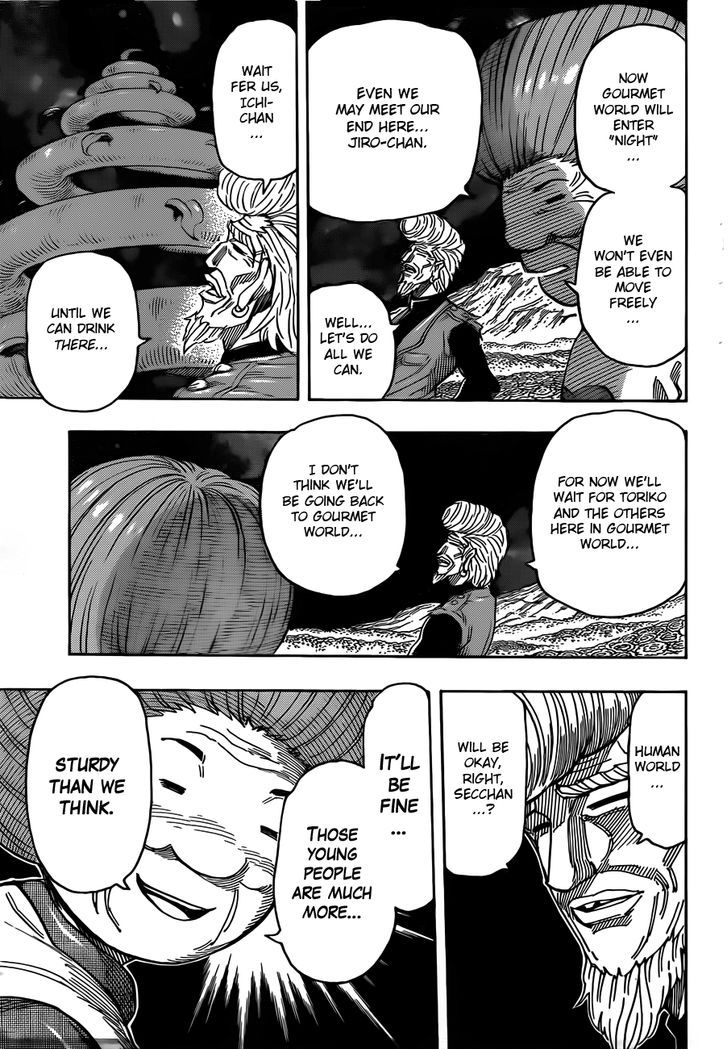 NOW
GOURMET
WORLD WILL
ENTER
"NIGHT"
...
WE
WON'T EVEN
BE ABLE TO
MOVE
FREELY
...
EVEN WE
MAY MEET OUR
END HERE...
JIRO-CHAN.
WELL...
LET'S DO
ALL WE
CAN.
WAIT
FER US,
ICHI-
CHAN
...
UNTIL WE
CAN DRINK
THERE...
FOR NOW WE'LL
WAIT FOR TORIKO
AND THE OTHERS
HERE IN GOURMET
WORLD...
I DON'T
THINK WE'LL
BE GOING BACK
TO GOURMET
WORLD...
HUMAN
WORLD
...
WILL BE
OKAY,
RIGHT,
SECCHAN
...?
IT'LL
BE
FINE
...
THOSE
YOUNG
PEOPLE
ARE MUCH
MORE...
STURDY
THAN WE
THINK.